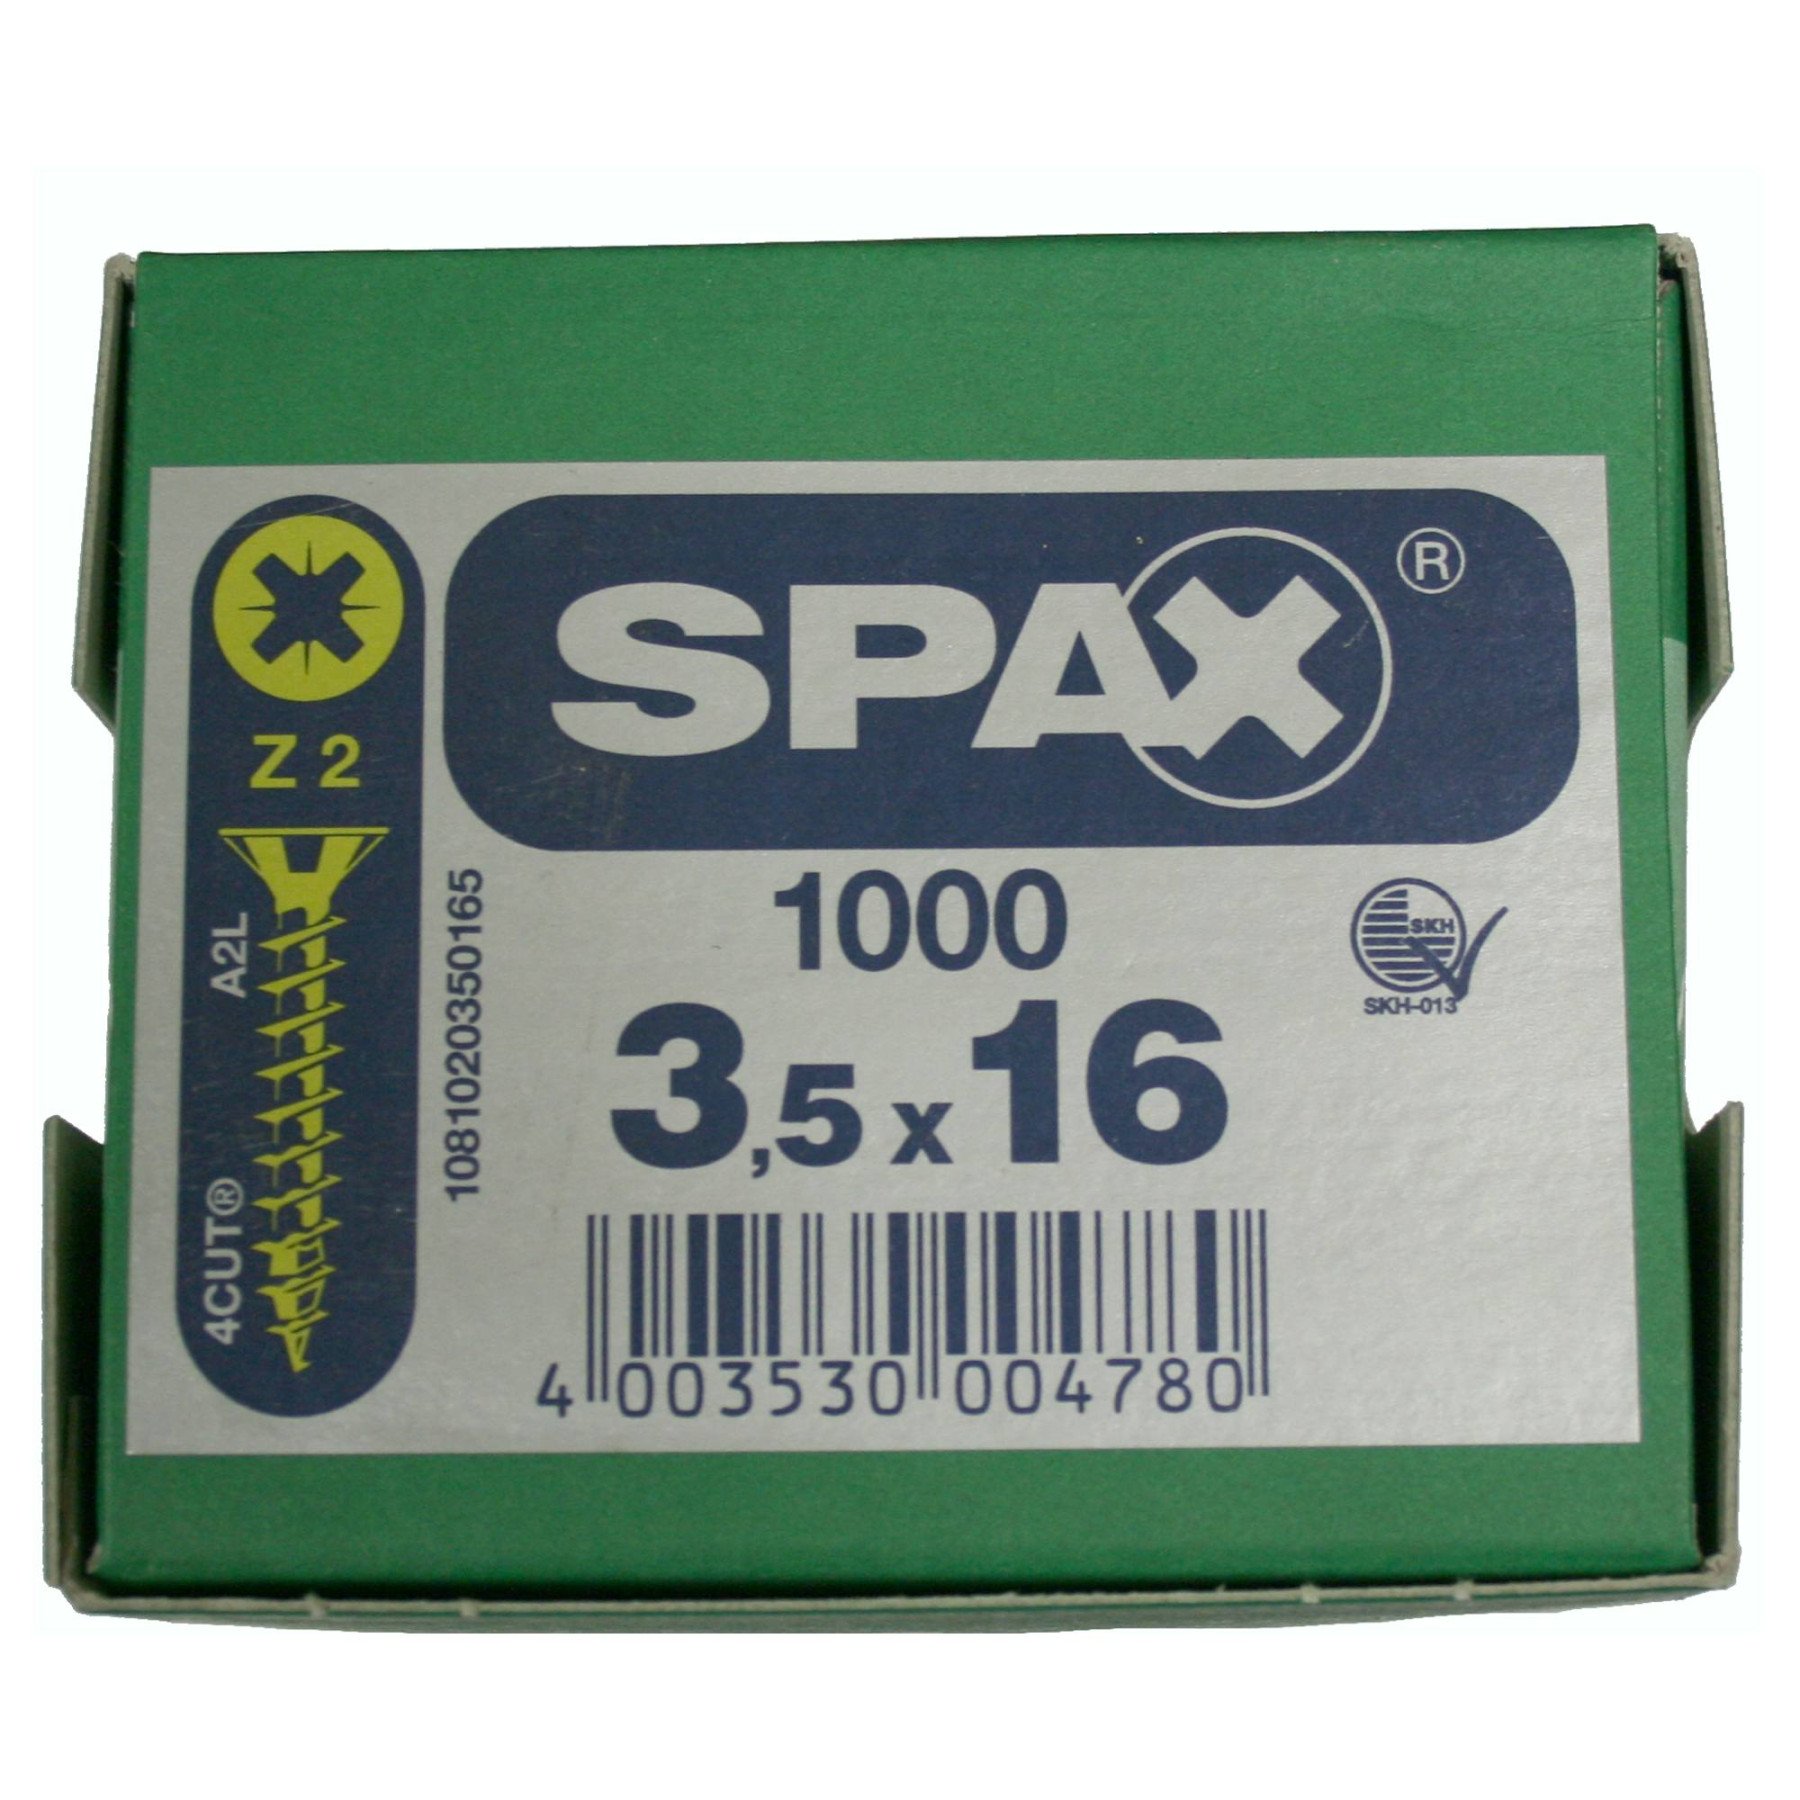 SPAX®
Z 2
A2L
4CUT®
1081020350165
1000
3,5 x 16
SKH
SKH-013
4 003530 004780